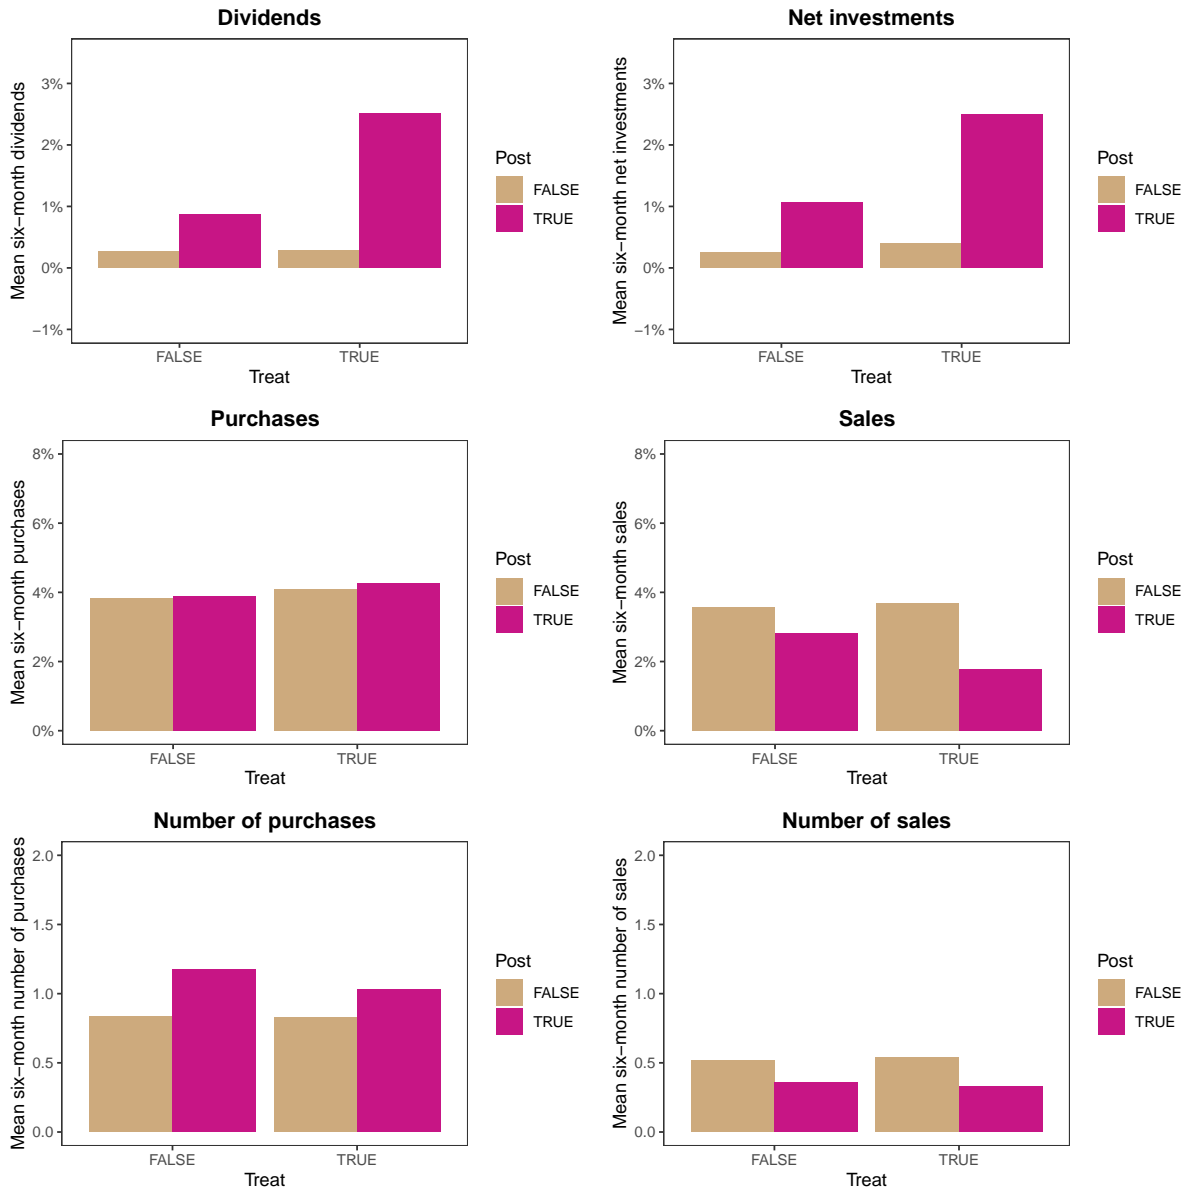 Dividends
Mean six−month dividends
3%
2%
1%
0%
−1%
FALSE TRUE
Treat
Post
FALSE
TRUE
Net investments
Mean six−month net investments
3%
2%
1%
0%
−1%
FALSE TRUE
Treat
Post
FALSE
TRUE
Purchases
Mean six−month purchases
8%
6%
4%
2%
0%
FALSE TRUE
Treat
Post
FALSE
TRUE
Sales
Mean six−month sales
8%
6%
4%
2%
0%
FALSE TRUE
Treat
Post
FALSE
TRUE
Number of purchases
Mean six−month number of purchases
2.0
1.5
1.0
0.5
0.0
FALSE TRUE
Treat
Post
FALSE
TRUE
Number of sales
Mean six−month number of sales
2.0
1.5
1.0
0.5
0.0
FALSE TRUE
Treat
Post
FALSE
TRUE